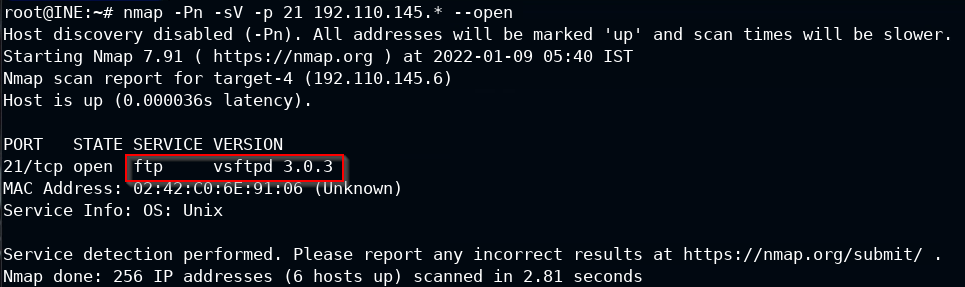 root@INE:~# nmap -Pn -sV -p 21 192.110.145.* --open
Host discovery disabled (-Pn). All addresses will be marked 'up' and scan times will be slower.
Starting Nmap 7.91 ( https://nmap.org ) at 2022-01-09 05:40 IST
Nmap scan report for target-4 (192.110.145.6)
Host is up (0.000036s latency).

PORT   STATE SERVICE VERSION
21/tcp open  ftp     vsftpd 3.0.3
MAC Address: 02:42:C0:6E:91:06 (Unknown)
Service Info: OS: Unix

Service detection performed. Please report any incorrect results at https://nmap.org/submit/ .
Nmap done: 256 IP addresses (6 hosts up) scanned in 2.81 seconds